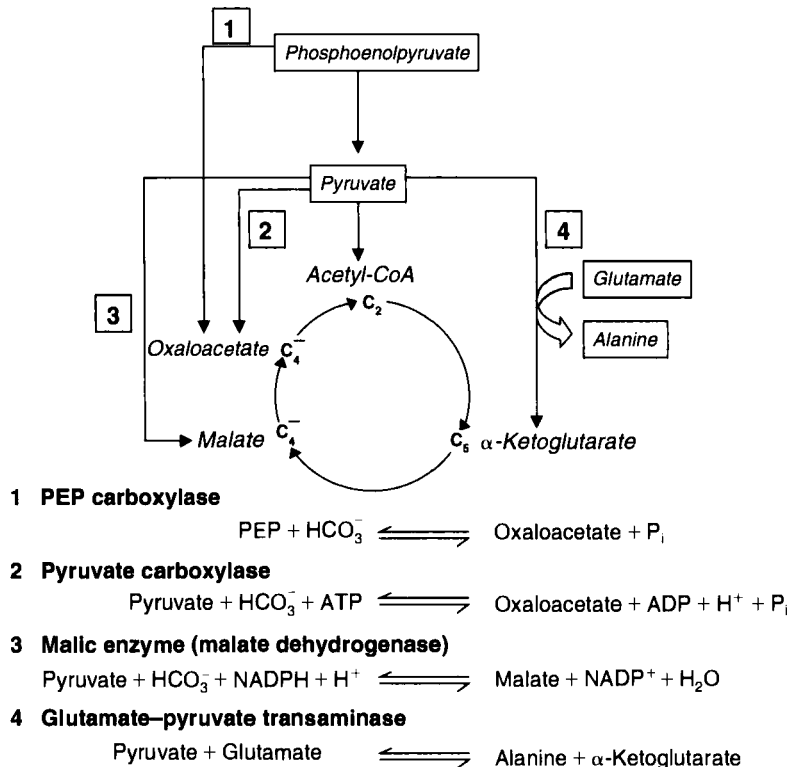 1
Phosphoenolpyruvate
Pyruvate
2
4
Acetyl-CoA
Glutamate
C₂
3
Alanine
Oxaloacetate C₄⁻
Malate C₄⁻
C₅ α-Ketoglutarate
1 PEP carboxylase
PEP + HCO₃⁻ ⇌ Oxaloacetate + Pᵢ
2 Pyruvate carboxylase
Pyruvate + HCO₃⁻ + ATP ⇌ Oxaloacetate + ADP + H⁺ + Pᵢ
3 Malic enzyme (malate dehydrogenase)
Pyruvate + HCO₃⁻ + NADPH + H⁺ ⇌ Malate + NADP⁺ + H₂O
4 Glutamate–pyruvate transaminase
Pyruvate + Glutamate ⇌ Alanine + α-Ketoglutarate